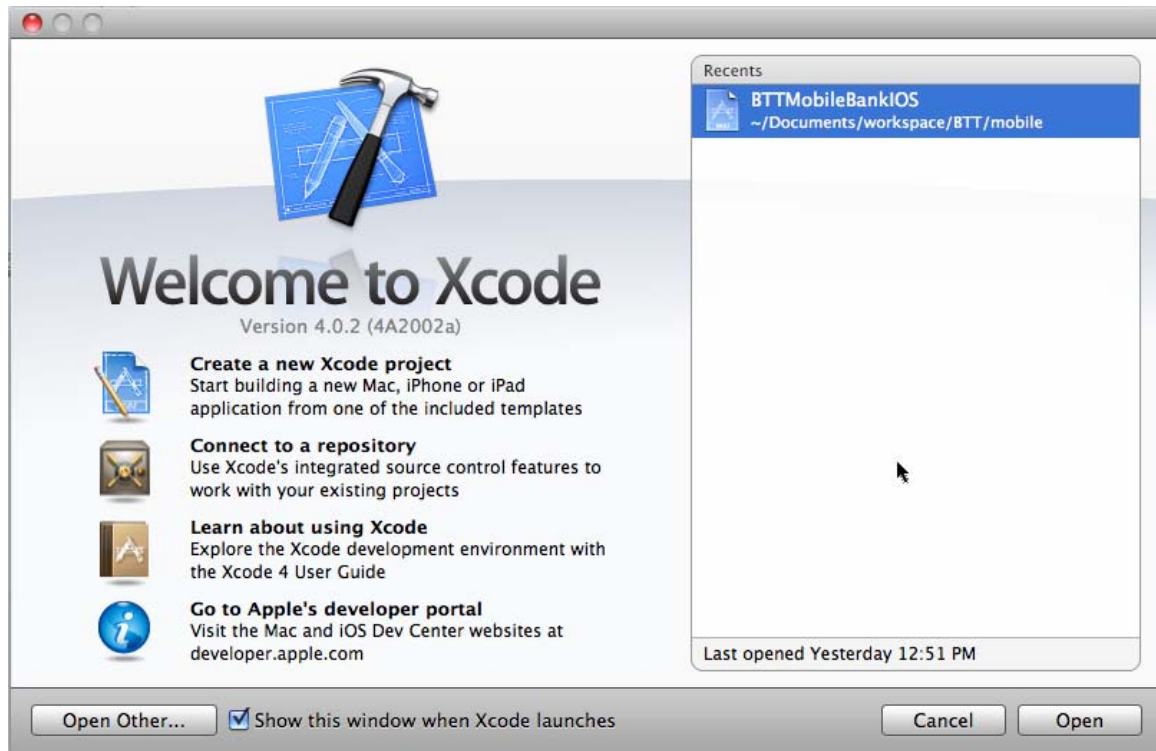 Welcome to Xcode
Version 4.0.2 (4A2002a)
Create a new Xcode project
Start building a new Mac, iPhone or iPad
application from one of the included templates
Connect to a repository
Use Xcode's integrated source control features to
work with your existing projects
Learn about using Xcode
Explore the Xcode development environment with
the Xcode 4 User Guide
Go to Apple's developer portal
Visit the Mac and iOS Dev Center websites at
developer.apple.com
Recents
BTTMobileBankIOS
~/Documents/workspace/BTT/mobile
Last opened Yesterday 12:51 PM
Open Other...
Show this window when Xcode launches
Cancel
Open